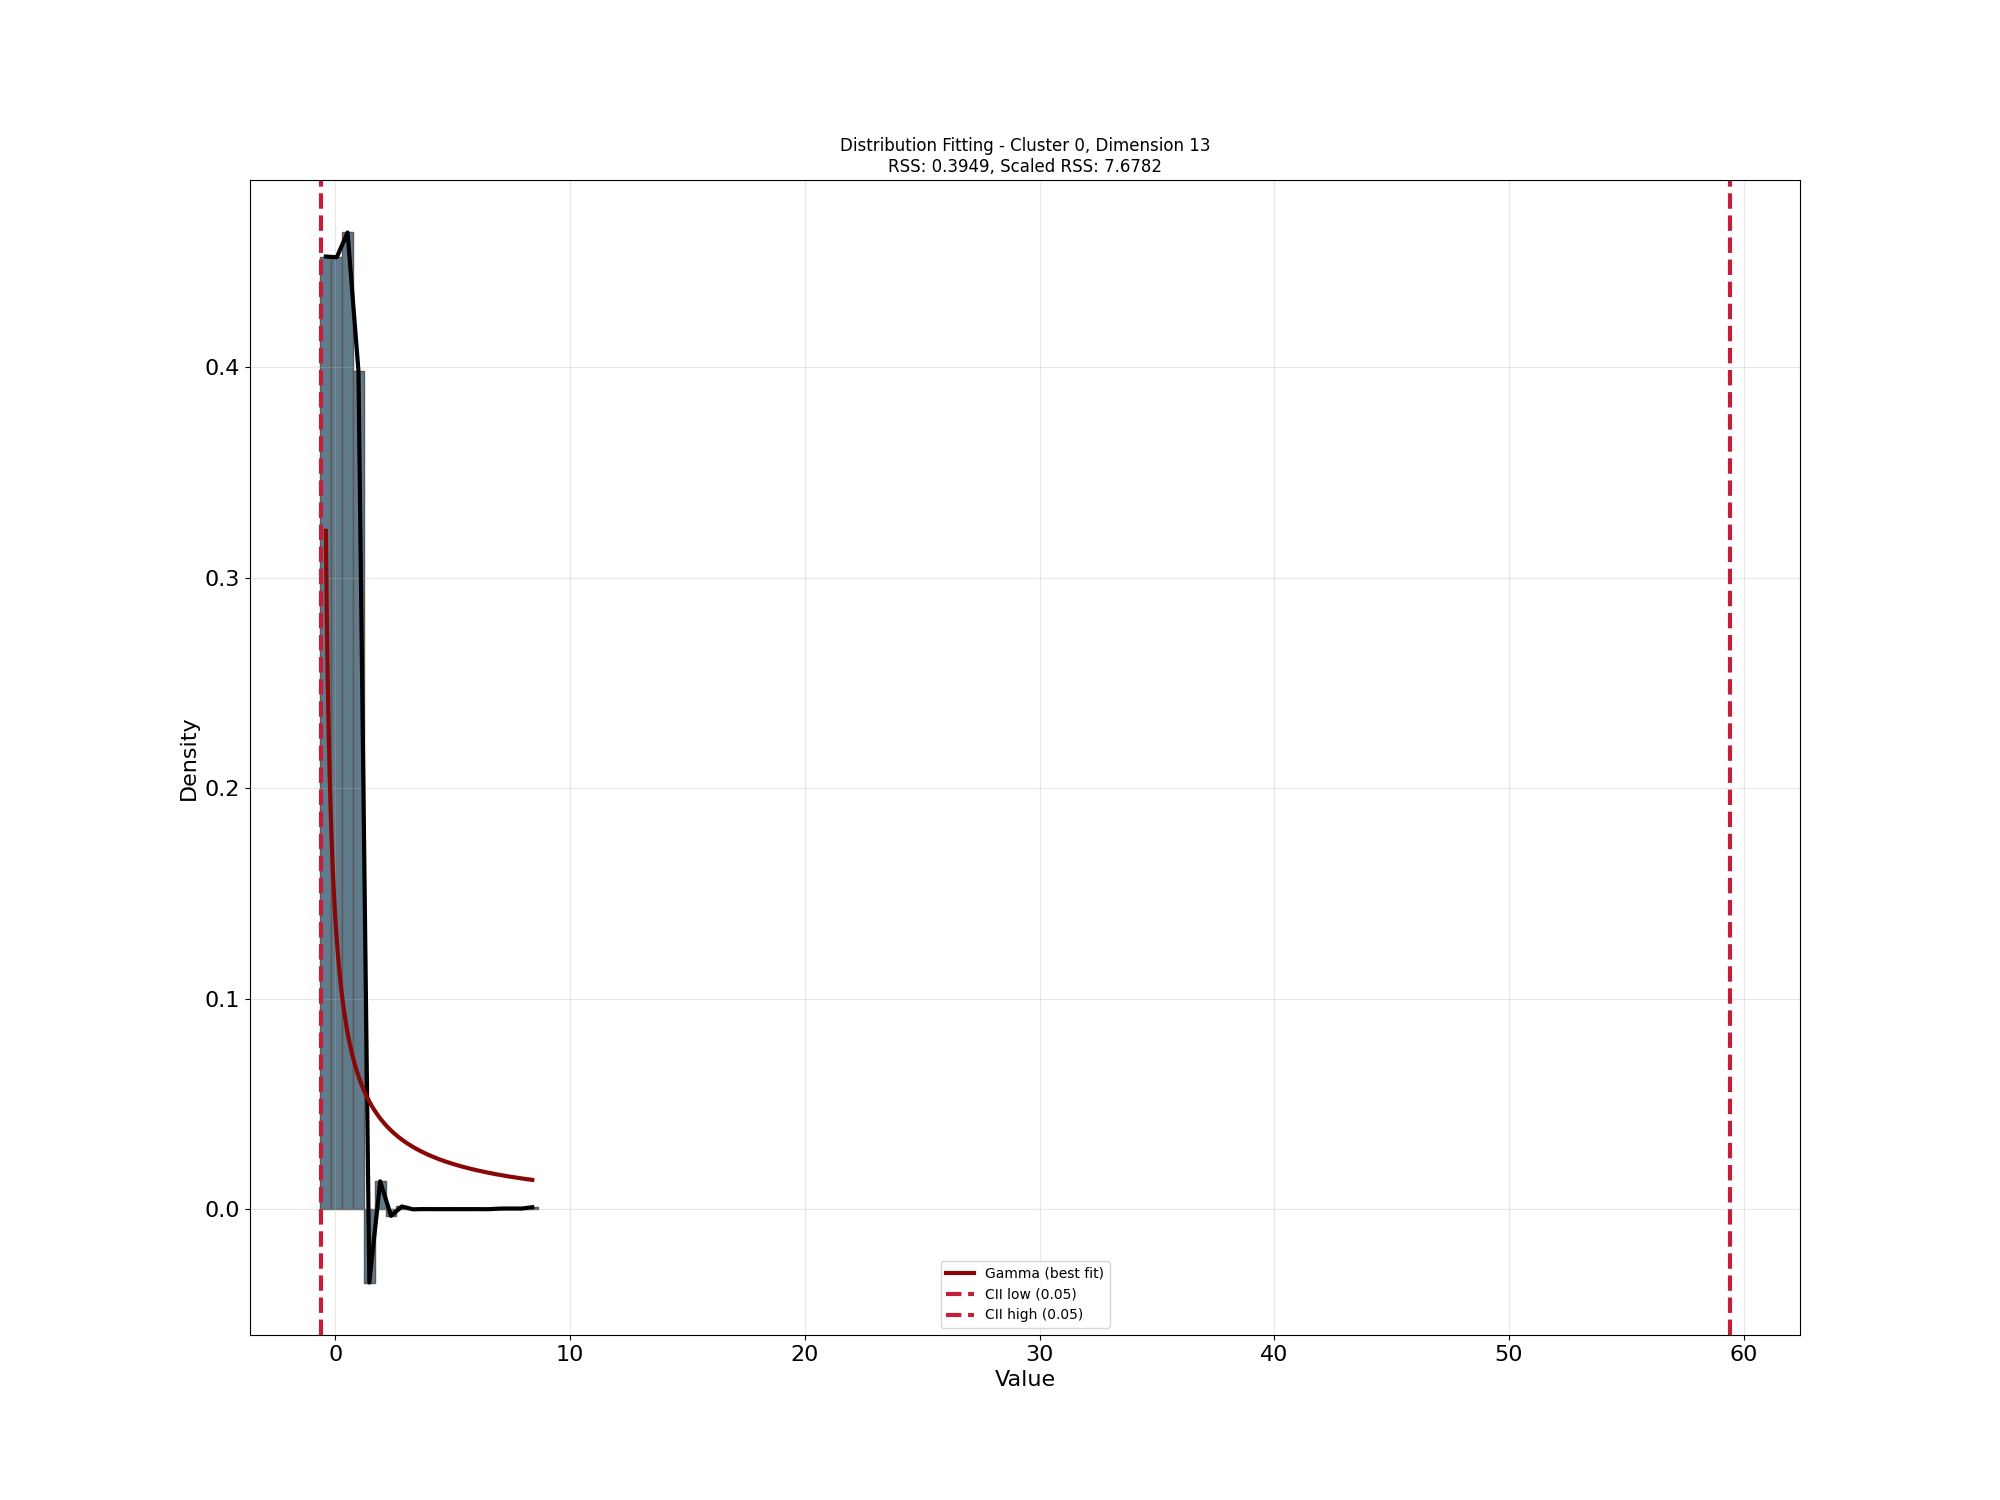 Distribution Fitting - Cluster 0, Dimension 13
RSS: 0.3949, Scaled RSS: 7.6782
Density
0.4
0.3
0.2
0.1
0.0
Gamma (best fit)
CII low (0.05)
CII high (0.05)
0 10 20 30 40 50 60
Value